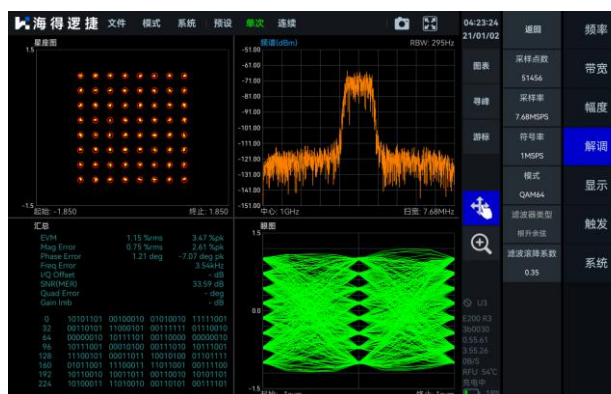 海得逻捷 文件 模式 系统 预设 单次 连续
04:23:24
21/01/02
返回
频率
星座图
1.5
-1.5
起始: -1.850
终止: 1.850
频谱(dBm)
RBW: 295Hz
-51.00
-61.00
-71.00
-81.00
-91.00
-101.00
-111.00
-121.00
-131.00
-141.00
-151.00
中心: 1GHz
扫宽: 7.68MHz
汇总
EVM 1.15 %rms 3.47 %pk
Mag Error 0.75 %rms 2.61 %pk
Phase Error 1.21 deg -7.07 deg pk
Freq Error 3.54kHz
I/Q Offset - dB
SNR(MER) 33.59 dB
Quad Error - deg
Gain Imb - dB
0 10101101 00100010 01010010 11111001
32 00110101 11000101 00111111 01110010
64 00000010 10111101 00110000 00000010
96 10111001 00010100 00111010 10111001
128 11100101 00011011 10010100 01101111
160 01011001 11100011 11011001 00111100
192 10110010 10011011 00110010 10101101
224 10100011 11010010 00110101 00111101
眼图
1.5
0.0
-1.5
图表
寻峰
游标
U3
E200 R3
3b0030
0.55.61
3.55.26
0B/S
RFU 54°C
充电中
采样点数
51456
采样率
7.68MSPS
符号率
1MSPS
模式
QAM64
滤波器类型
根升余弦
滤波滚降系数
0.35
带宽
幅度
解调
显示
触发
系统